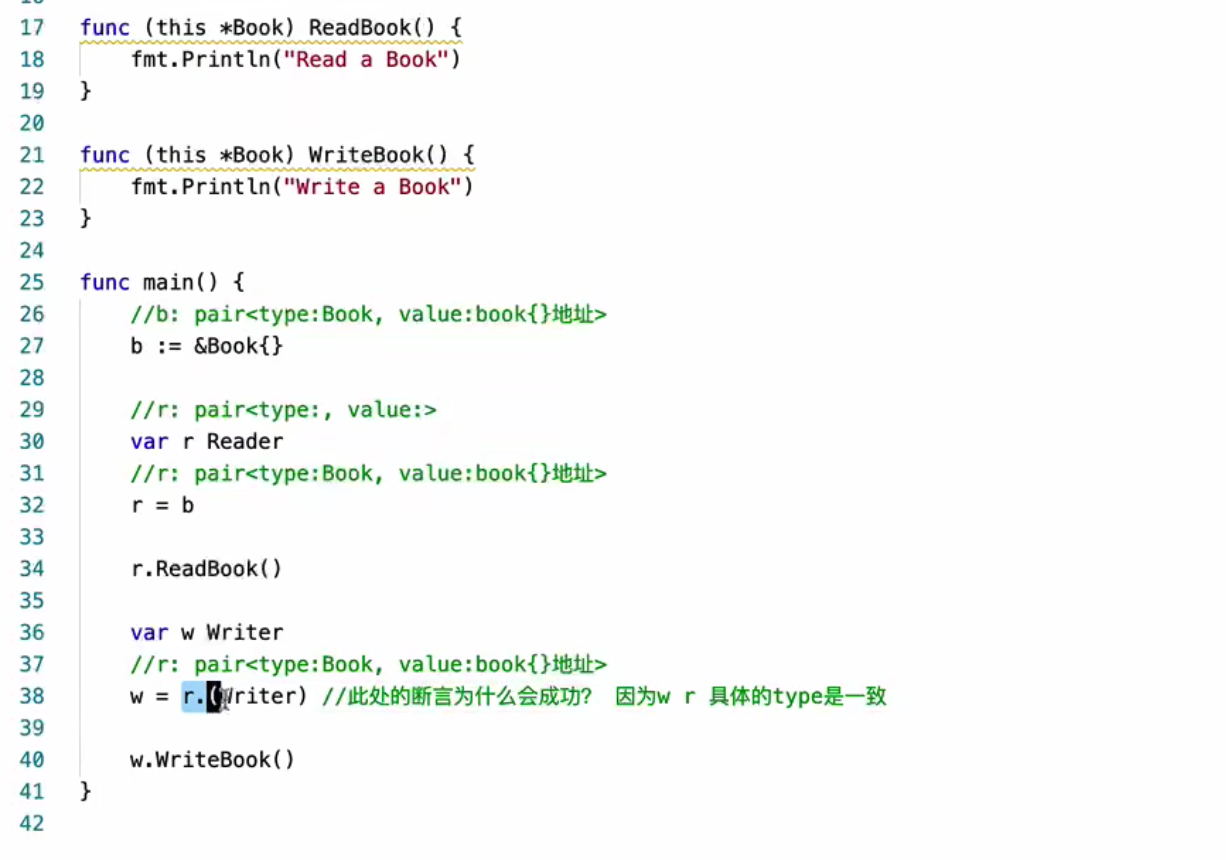 17 func (this *Book) ReadBook() {
18 fmt.Println("Read a Book")
19 }
20
21 func (this *Book) WriteBook() {
22 fmt.Println("Write a Book")
23 }
24
25 func main() {
26 //b: pair<type:Book, value:book{}地址>
27 b := &Book{}
28
29 //r: pair<type:, value:>
30 var r Reader
31 //r: pair<type:Book, value:book{}地址>
32 r = b
33
34 r.ReadBook()
35
36 var w Writer
37 //r: pair<type:Book, value:book{}地址>
38 w = r.(Writer) //此处的断言为什么会成功? 因为w r 具体的type是一致
39
40 w.WriteBook()
41 }
42